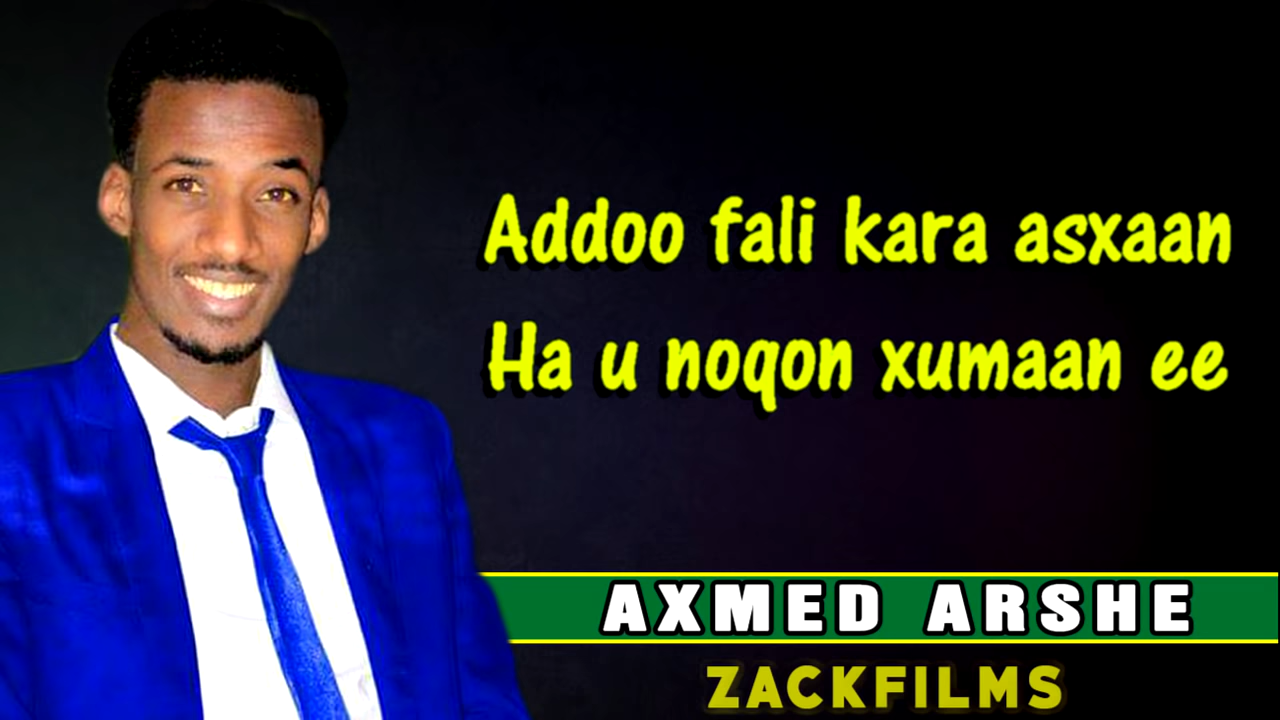 Addoo fali kara asxaan
Ha u noqon xumaan ee
AXMED ARSHE
ZACKFILMS